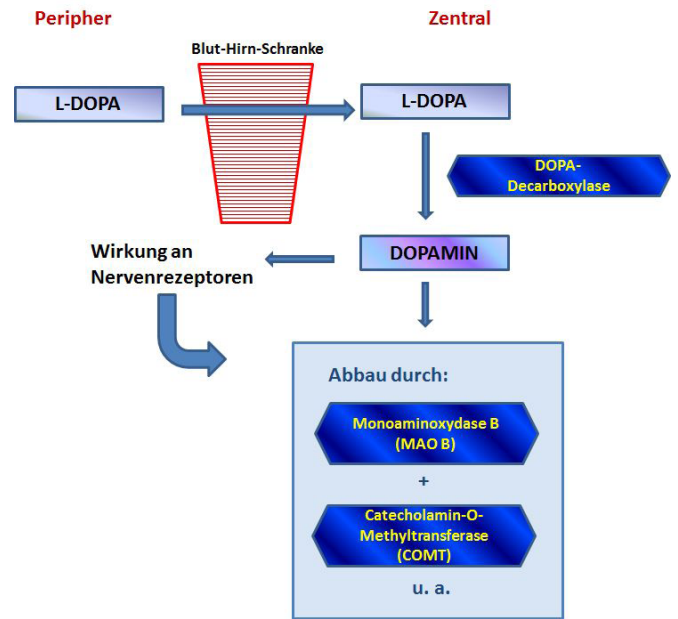 Peripher
Zentral
Blut-Hirn-Schranke
L-DOPA
L-DOPA
DOPA-
Decarboxylase
Wirkung an
Nervenrezeptoren
DOPAMIN
Abbau durch:
Monoaminoxydase B
(MAO B)
+
Catecholamin-O-
Methyltransferase
(COMT)
u. a.